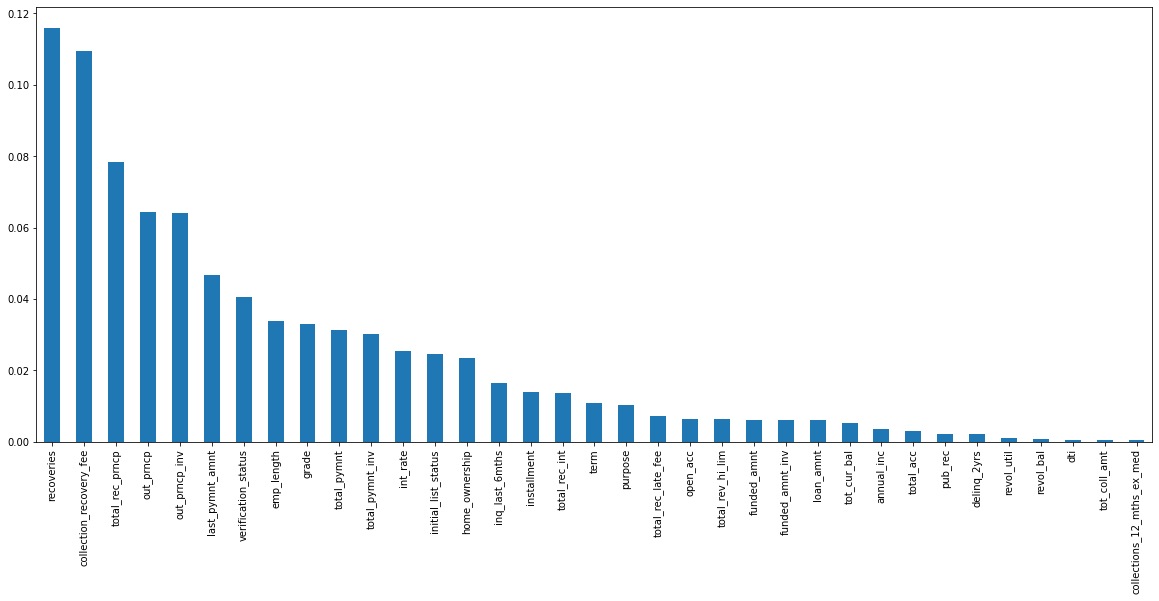 0.12
0.10
0.08
0.06
0.04
0.02
0.00
recoveries
collection_recovery_fee
total_rec_prncp
out_prncp
out_prncp_inv
last_pymnt_amnt
verification_status
emp_length
grade
total_pymnt
total_pymnt_inv
int_rate
initial_list_status
home_ownership
inq_last_6mths
installment
total_rec_int
term
purpose
total_rec_late_fee
open_acc
total_rev_hi_lim
funded_amnt
funded_amnt_inv
loan_amnt
tot_cur_bal
annual_inc
total_acc
pub_rec
delinq_2yrs
revol_util
revol_bal
dti
tot_coll_amt
collections_12_mths_ex_med